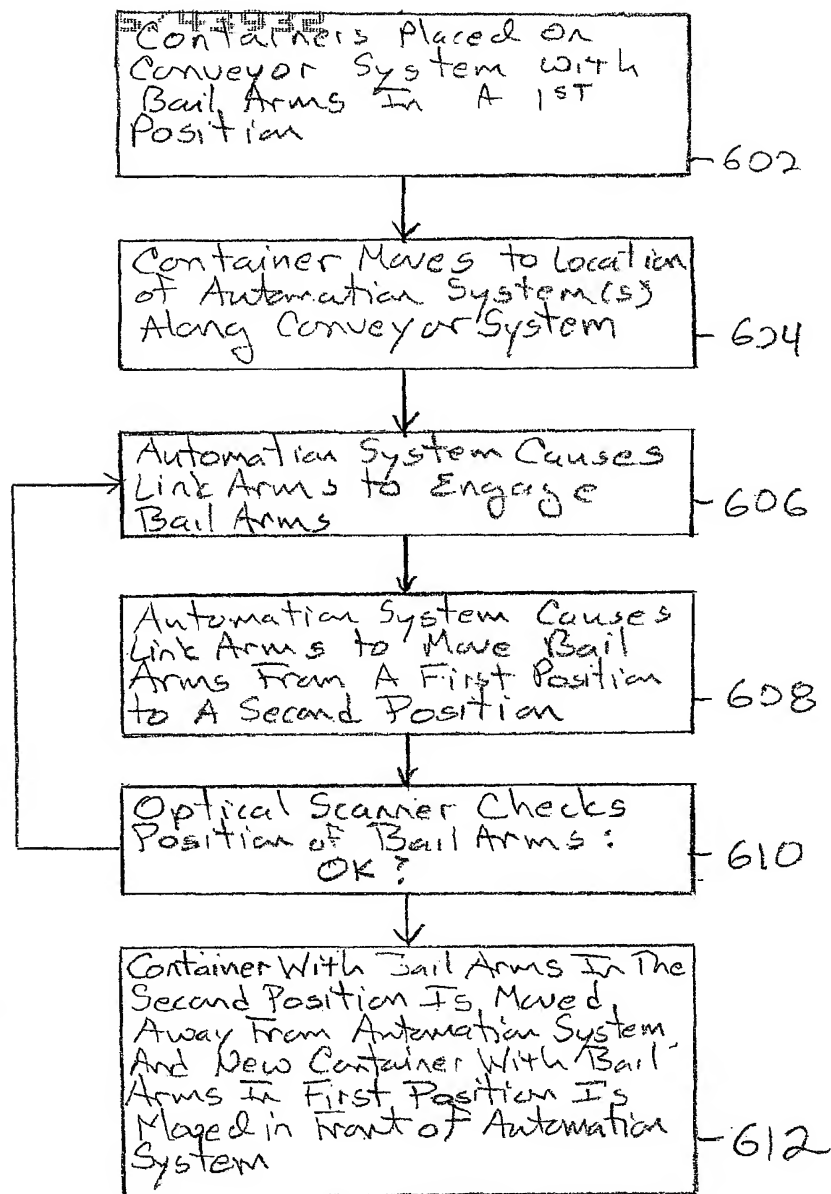 Containers Placed On
Conveyor System With
Bail Arms In A 1ST
Position
602
Container Moves to Location
of Automation System(s)
Along Conveyor System
604
Automation System Causes
Link Arms to Engage
Bail Arms
606
Automation System Causes
Link Arms to Move Bail
Arms From A First Position
to A Second Position
608
Optical Scanner Checks
Position of Bail Arms:
OK?
610
Container With Bail Arms In The
Second Position Is Moved
Away From Automation System
And New Container With Bail
Arms In First Position Is
Moved in Front of Automation
System
612